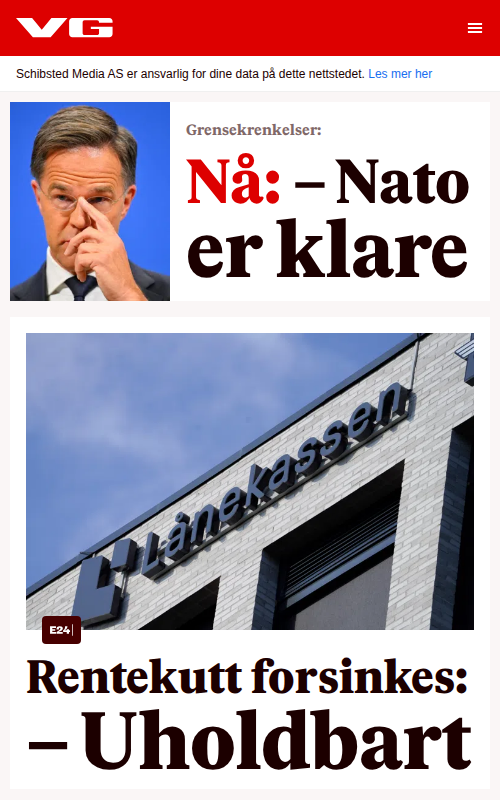 VG
Schibsted Media AS er ansvarlig for dine data på dette nettstedet. Les mer her
Grensekrenkelser:
Nå: – Nato
er klare
Lånekassen
E24
Rentekutt forsinkes:
– Uholdbart